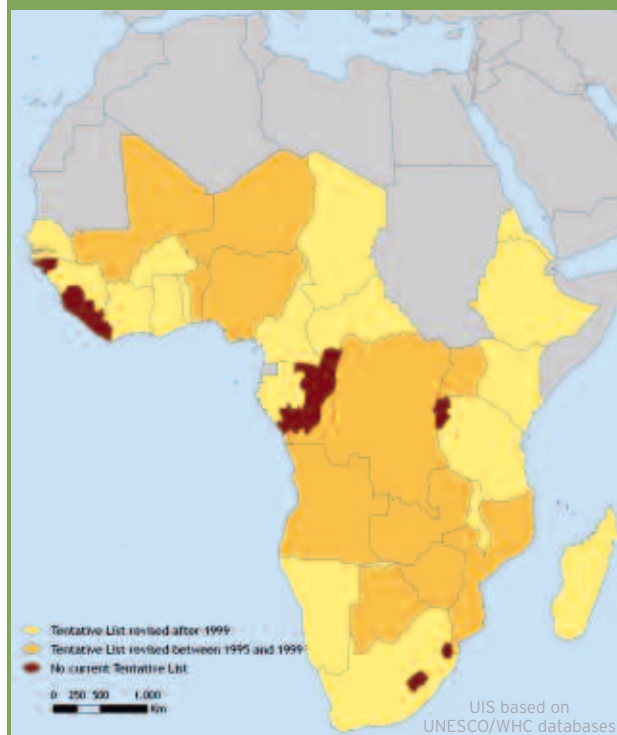 Tentative List revised after 1999
Tentative List revised between 1995 and 1999
No current Tentative List
0 250 500 1,000
Km
UIS based on
UNESCO/WHC databases